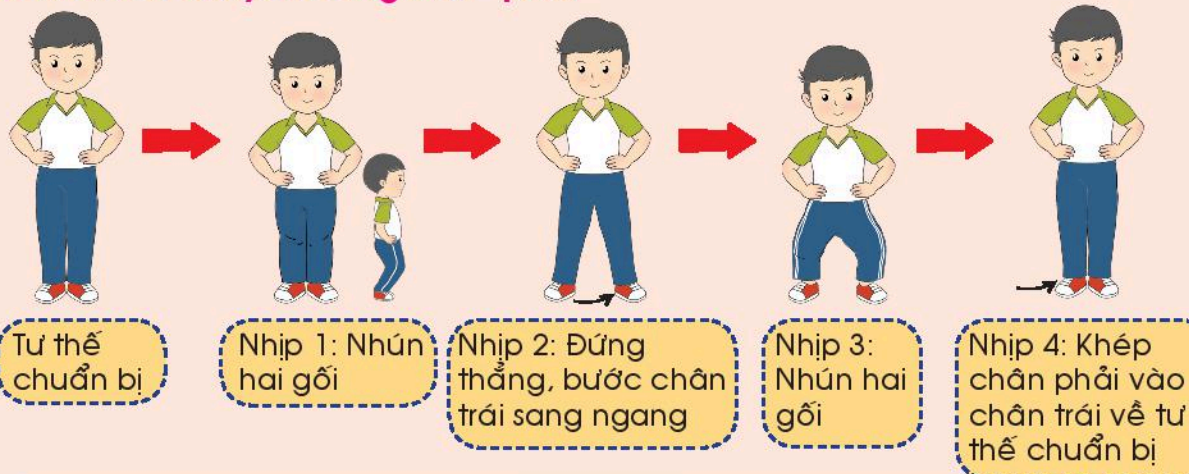 Tư thế
chuẩn bị
Nhịp 1: Nhún
hai gối
Nhịp 2: Đứng
thẳng, bước chân
trái sang ngang
Nhịp 3:
Nhún hai
gối
Nhịp 4: Khép
chân phải vào
chân trái về tư
thế chuẩn bị